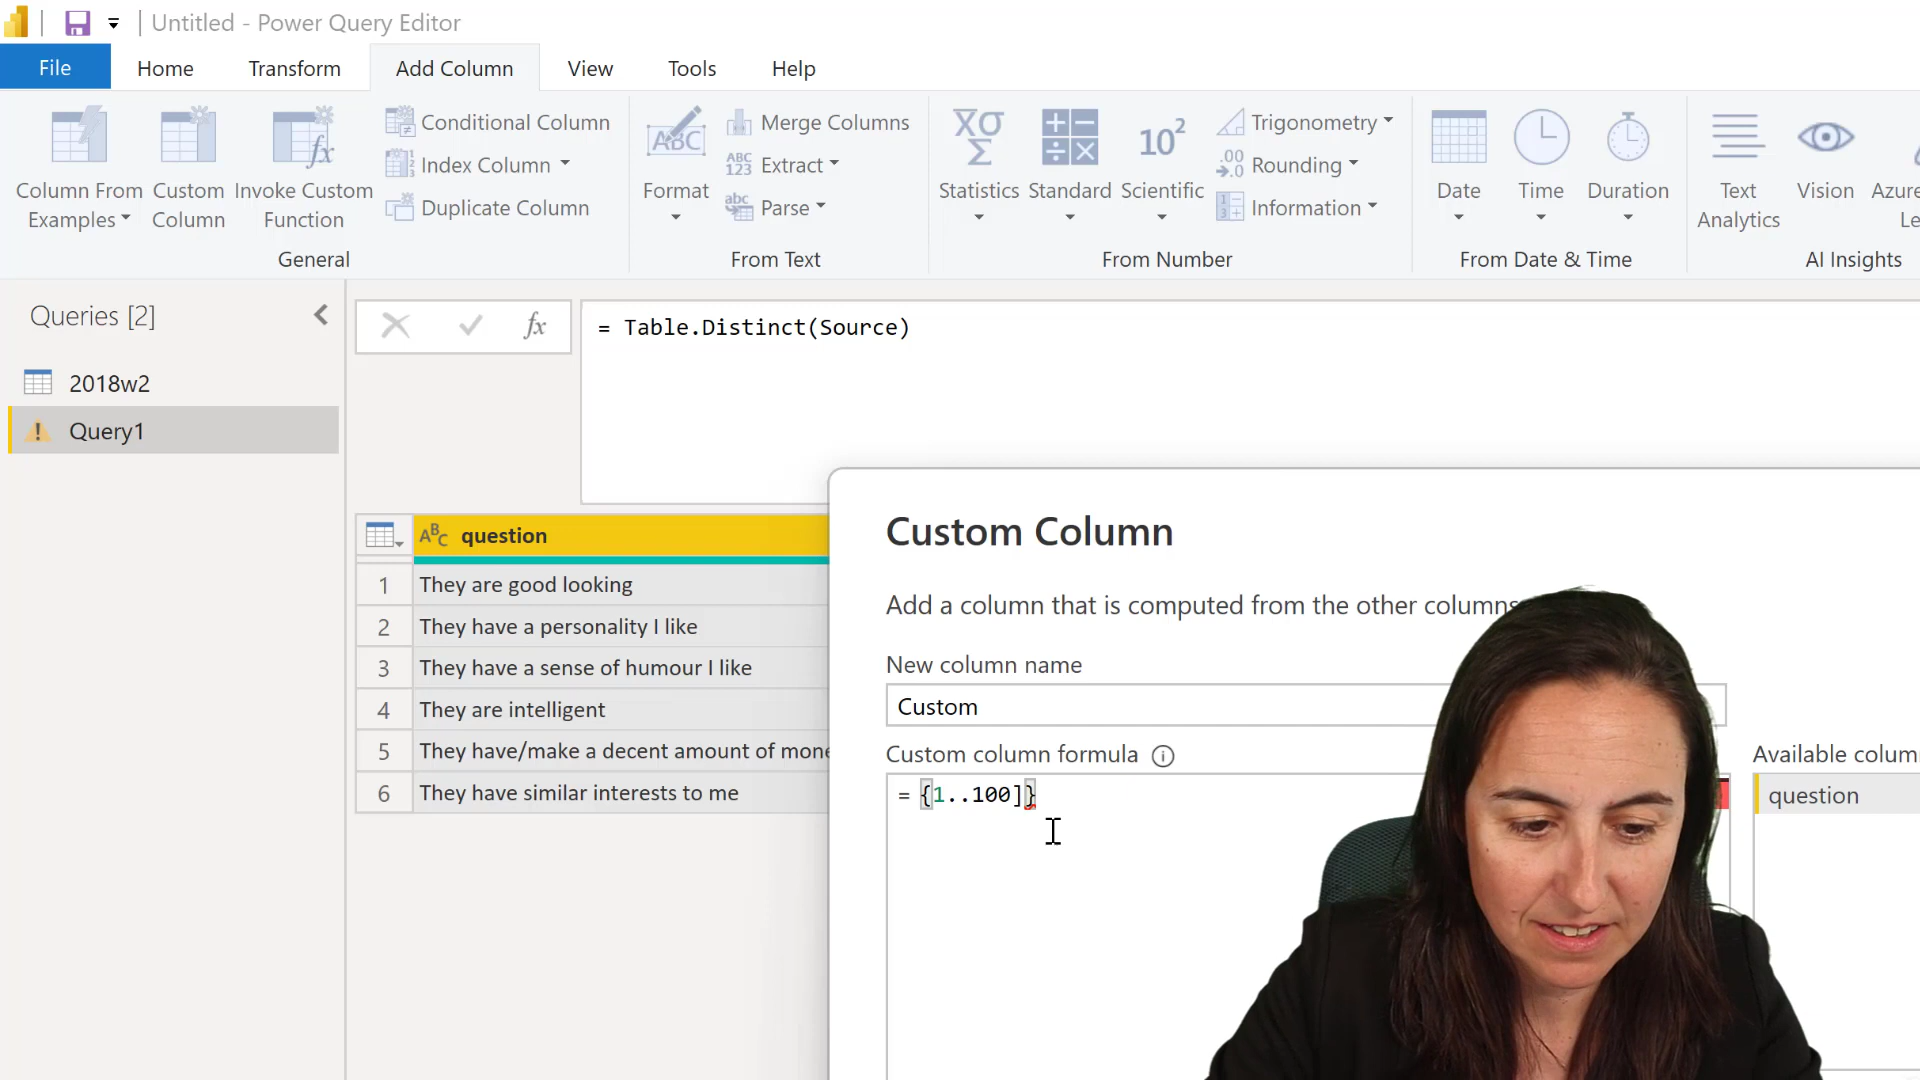 Untitled - Power Query Editor
File Home Transform Add Column View Tools Help
Column From Examples
Custom Column
Invoke Custom Function
Conditional Column
Index Column
Duplicate Column
General
Format
Merge Columns
Extract
Parse
From Text
Statistics
Standard
Scientific
Trigonometry
Rounding
Information
From Number
Date
Time
Duration
From Date & Time
Text Analytics
Vision
AI Insights
Queries [2]
2018w2
Query1
fx
= Table.Distinct(Source)
ABC question
1 They are good looking
2 They have a personality I like
3 They have a sense of humour I like
4 They are intelligent
5 They have/make a decent amount of
6 They have similar interests to me
Custom Column
Add a column that is computed from the other columns
New column name
Custom
Custom column formula
= {1..100]}
Available
question